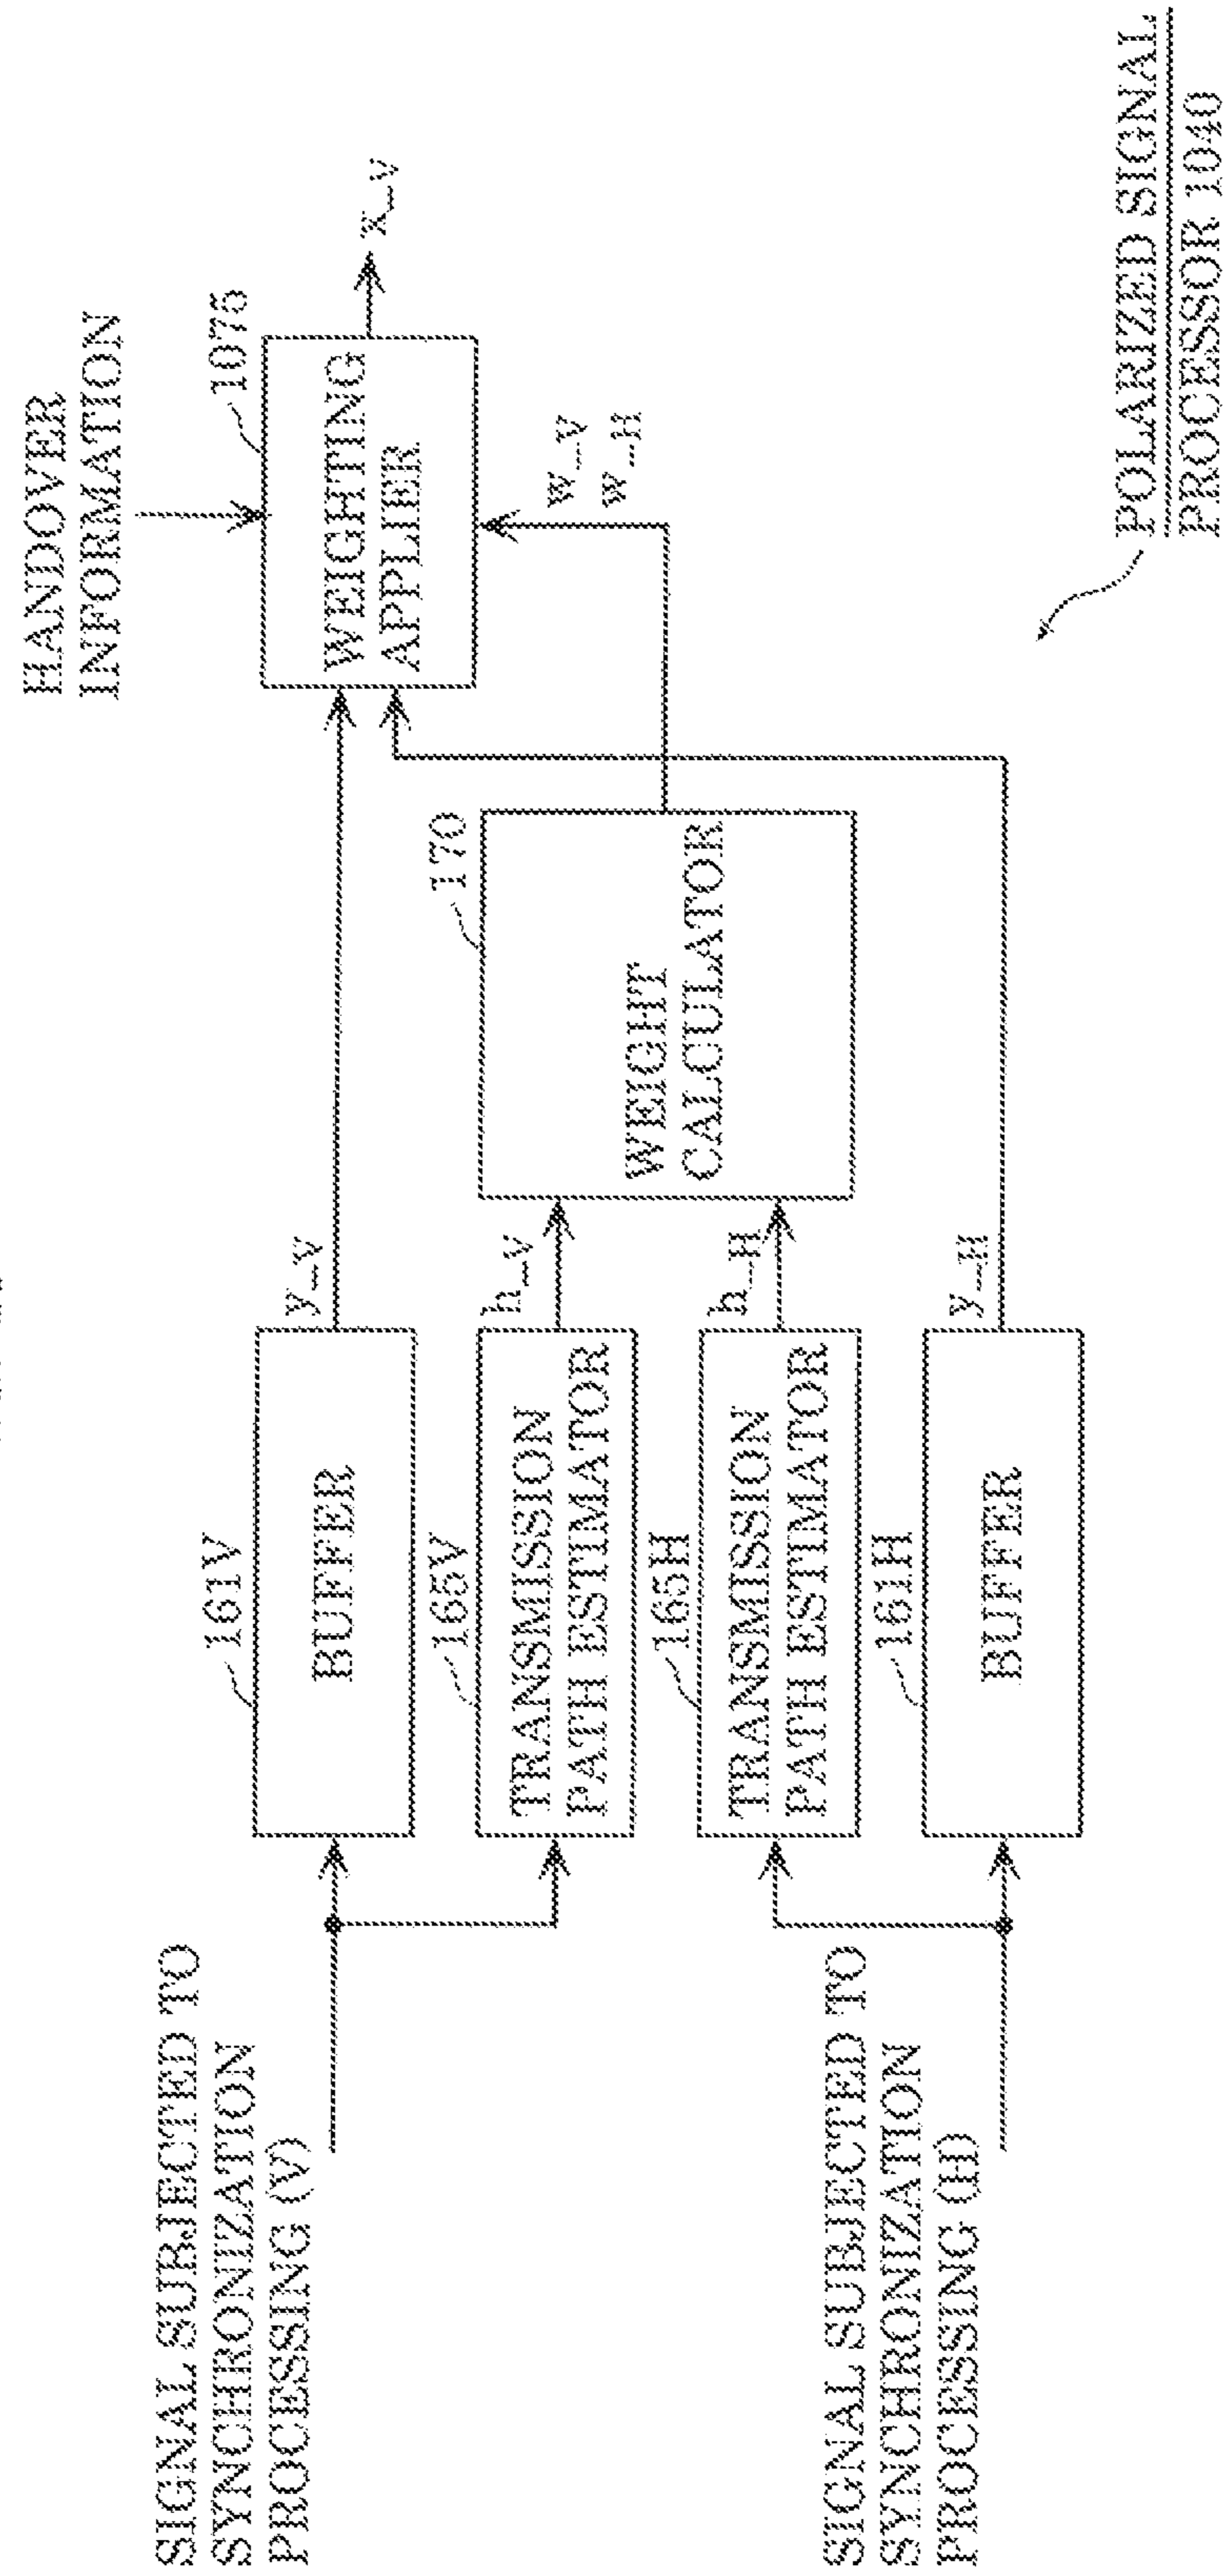 HANDOVER
INFORMATION
1075
WEIGHTING
APPLIER
x_V
w_V
w_H
170
WEIGHT
CALCULATOR
y_V
h_V
h_H
y_H
161V
BUFFER
165V
TRANSMISSION
PATH ESTIMATOR
165H
TRANSMISSION
PATH ESTIMATOR
161H
BUFFER
SIGNAL SUBJECTED TO
SYNCHRONIZATION
PROCESSING (V)
SIGNAL SUBJECTED TO
SYNCHRONIZATION
PROCESSING (H)
POLARIZED SIGNAL
PROCESSOR 1040